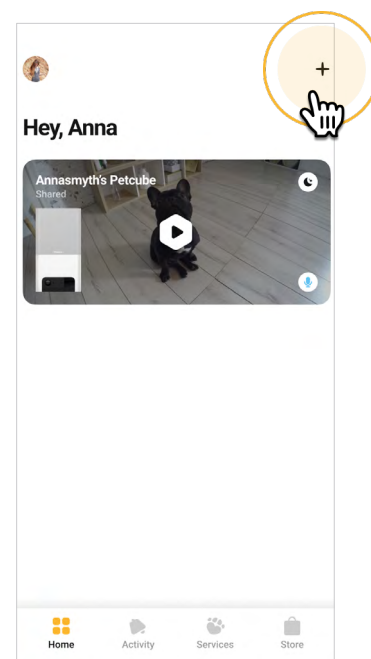 Hey, Anna
Annasmyth's Petcube
Shared
Home
Activity
Services
Store